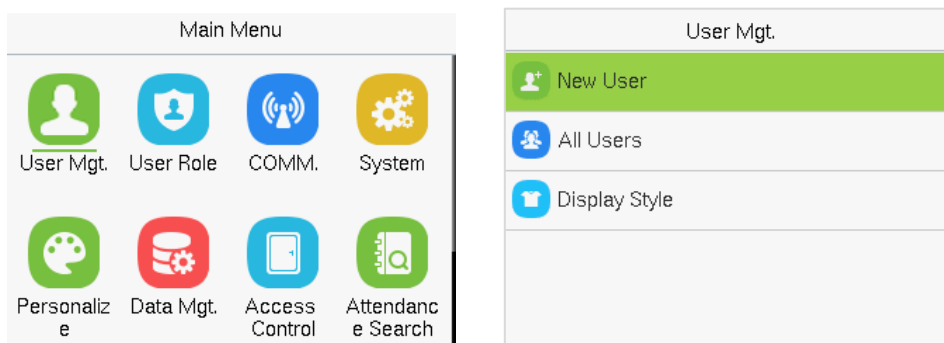 Main Menu
User Mgt.
User Role
COMM.
System
Personaliz
e
Data Mgt.
Access
Control
Attendanc
e Search
User Mgt.
New User
All Users
Display Style